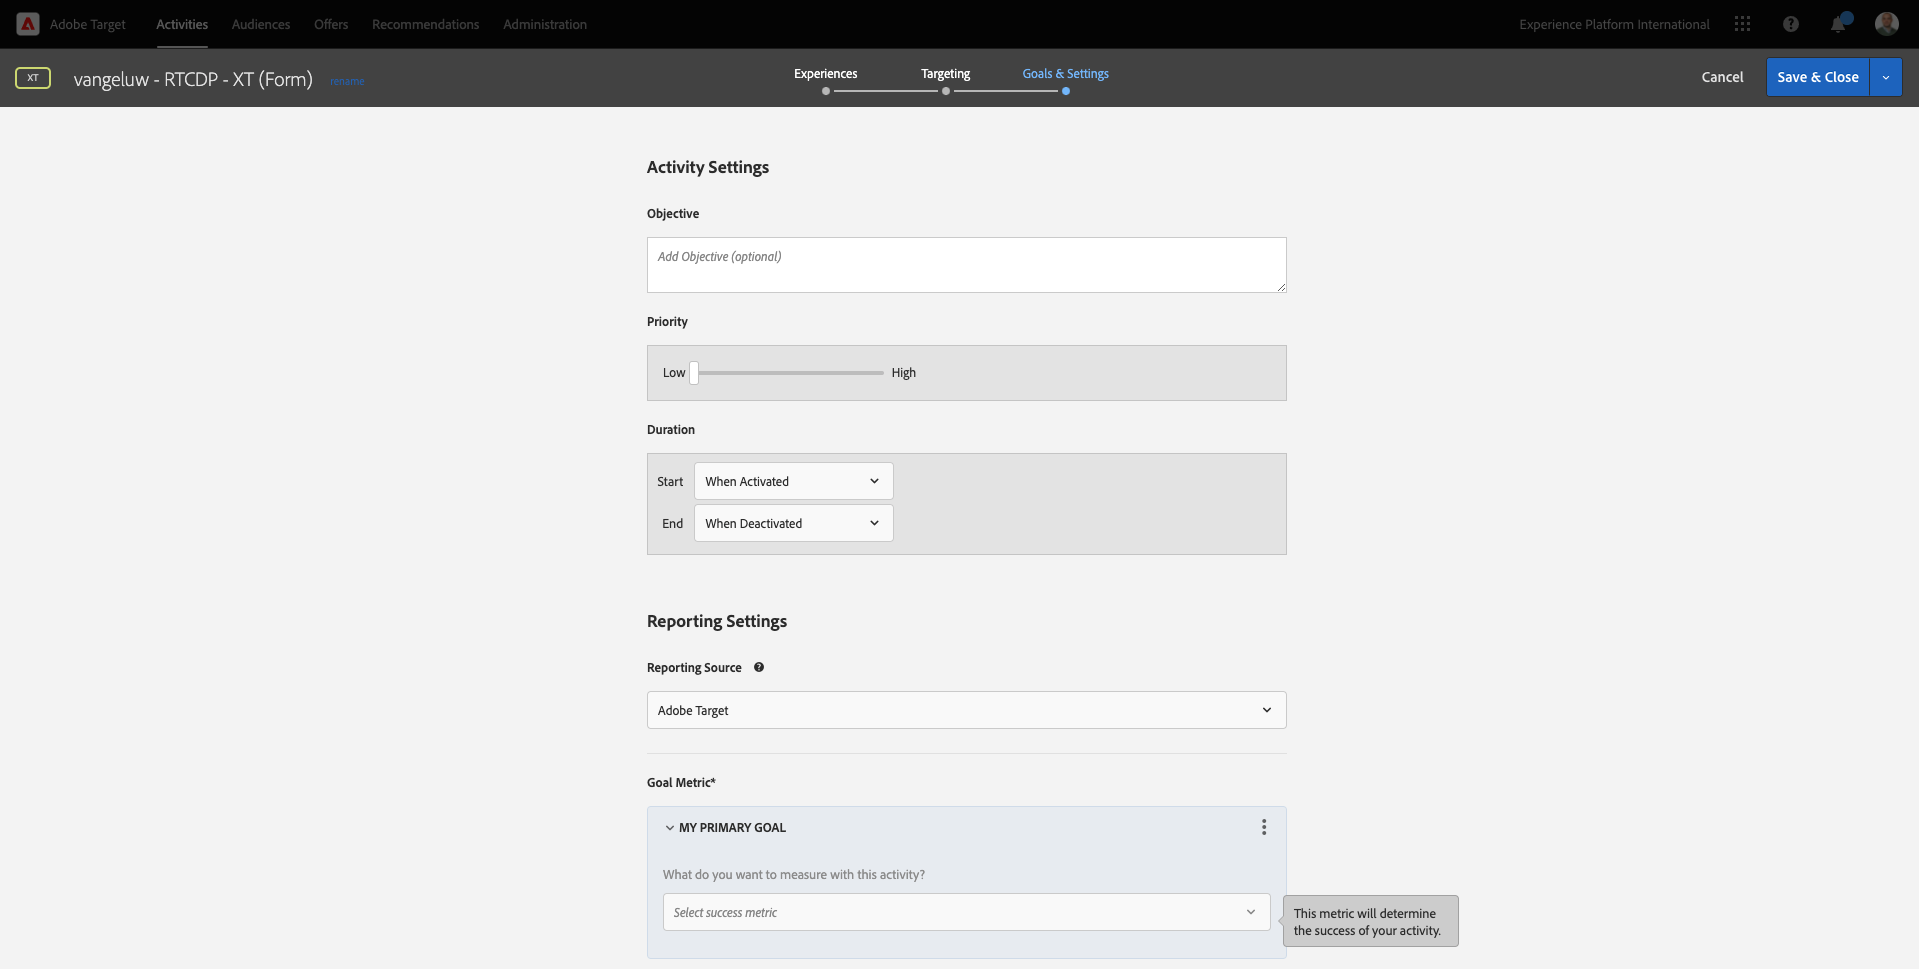 Adobe Target
Activities
Audiences
Offers
Recommendations
Administration
Experience Platform International
XT
vangeluw - RTCDP - XT (Form)
rename
Experiences
Targeting
Goals & Settings
Cancel
Save & Close
Activity Settings
Objective
Add Objective (optional)
Priority
Low
High
Duration
Start
When Activated
End
When Deactivated
Reporting Settings
Reporting Source
Adobe Target
Goal Metric*
MY PRIMARY GOAL
What do you want to measure with this activity?
Select success metric
This metric will determine
the success of your activity.